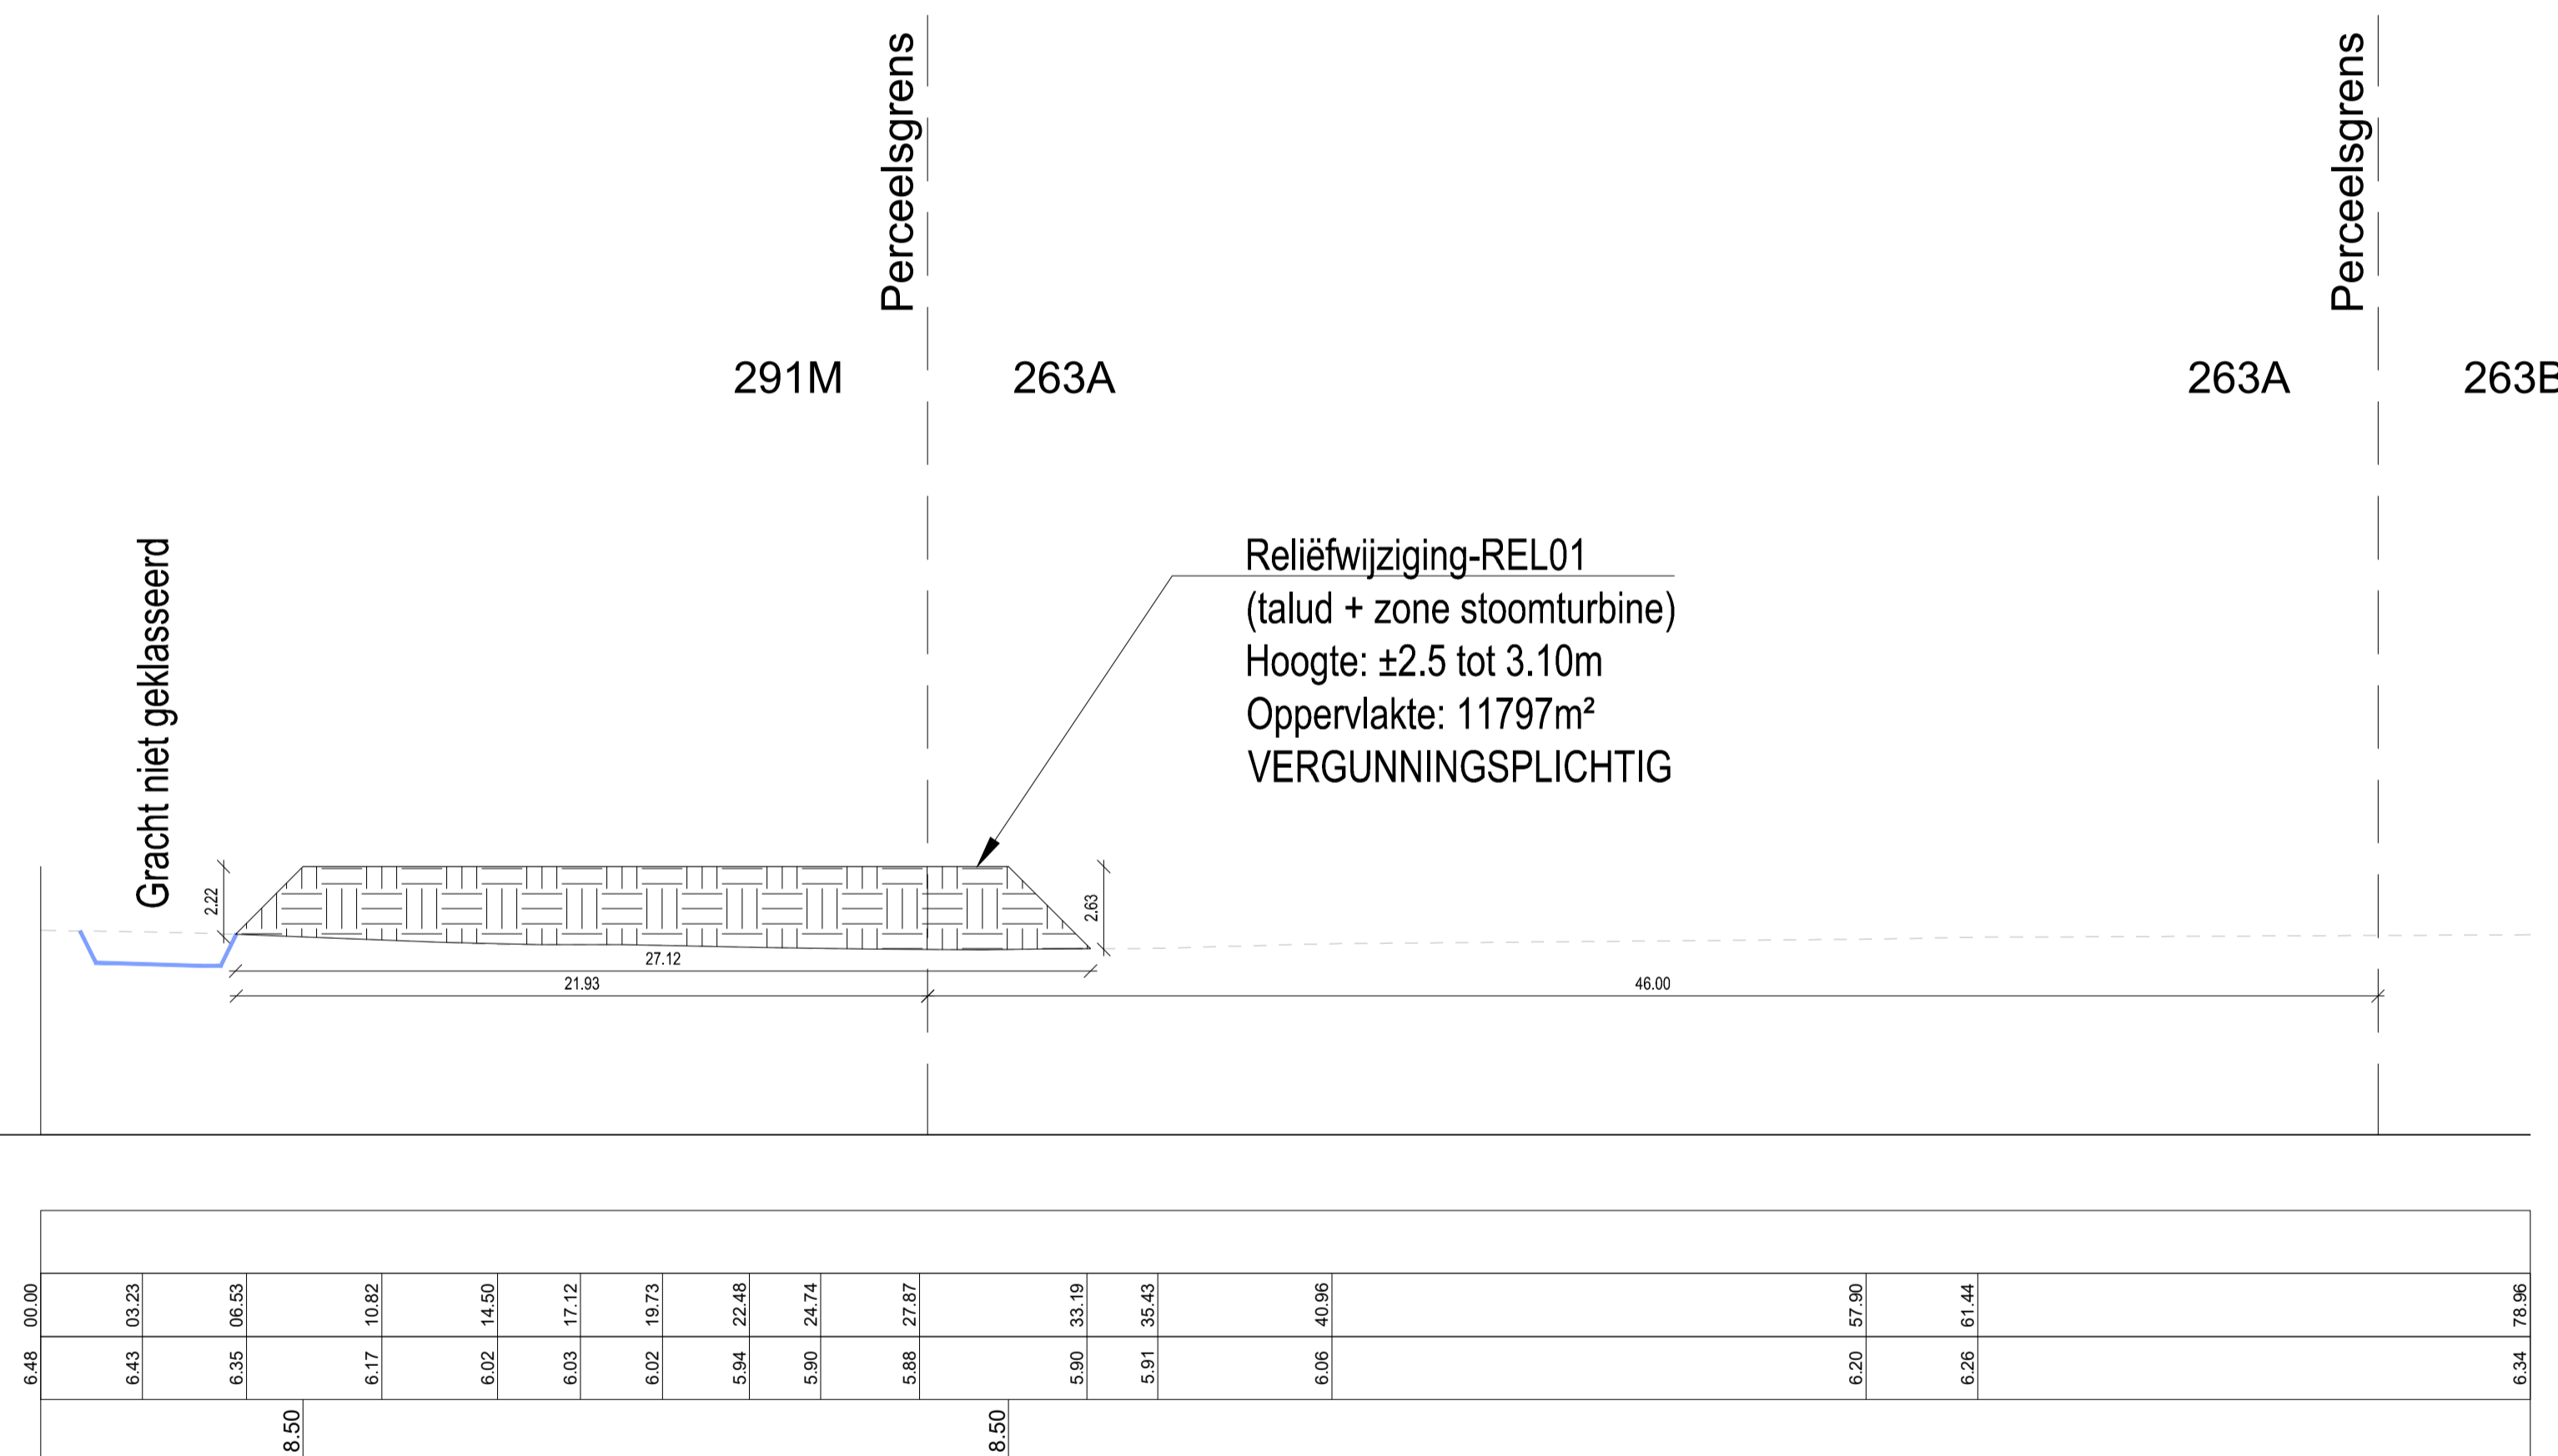 Perceelsgrens
Perceelsgrens
291M
263A
263A
263B
Gracht niet geklasseerd
Reliëfwijziging-REL01
(talud + zone stoomturbine)
Hoogte: ±2.5 tot 3.10m
Oppervlakte: 11797m²
VERGUNNINGSPLICHTIG
2.22
2.63
27.12
21.93
46.00
00.00 03.23 06.53 10.82 14.50 17.12 19.73 22.48 24.74 27.87 33.19 35.43 40.96 57.90 61.44 78.96
6.48 6.43 6.35 6.17 6.02 6.03 6.02 5.94 5.90 5.88 5.90 5.91 6.06 6.20 6.26 6.34
8.50 8.50